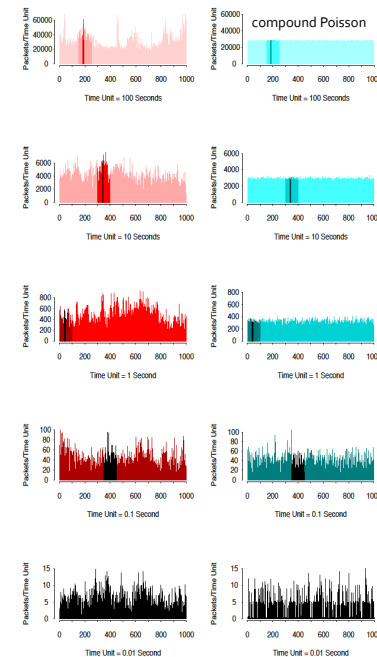 compound Poisson
Packets/Time Unit
60000
40000
20000
0
0 200 400 600 800 1000
Time Unit = 100 Seconds
Packets/Time Unit
60000
40000
20000
0
0 200 400 600 800 1000
Time Unit = 100 Seconds
Packets/Time Unit
6000
4000
2000
0
0 200 400 600 800 1000
Time Unit = 10 Seconds
Packets/Time Unit
6000
4000
2000
0
0 200 400 600 800 1000
Time Unit = 10 Seconds
Packets/Time Unit
800
600
400
200
0
0 200 400 600 800 1000
Time Unit = 1 Second
Packets/Time Unit
800
600
400
200
0
0 200 400 600 800 1000
Time Unit = 1 Second
Packets/Time Unit
100
80
60
40
20
0
0 200 400 600 800 1000
Time Unit = 0.1 Second
Packets/Time Unit
100
80
60
40
20
0
0 200 400 600 800 1000
Time Unit = 0.1 Second
Packets/Time Unit
15
10
5
0
0 200 400 600 800 1000
Time Unit = 0.01 Second
Packets/Time Unit
15
10
5
0
0 200 400 600 800 1000
Time Unit = 0.01 Second